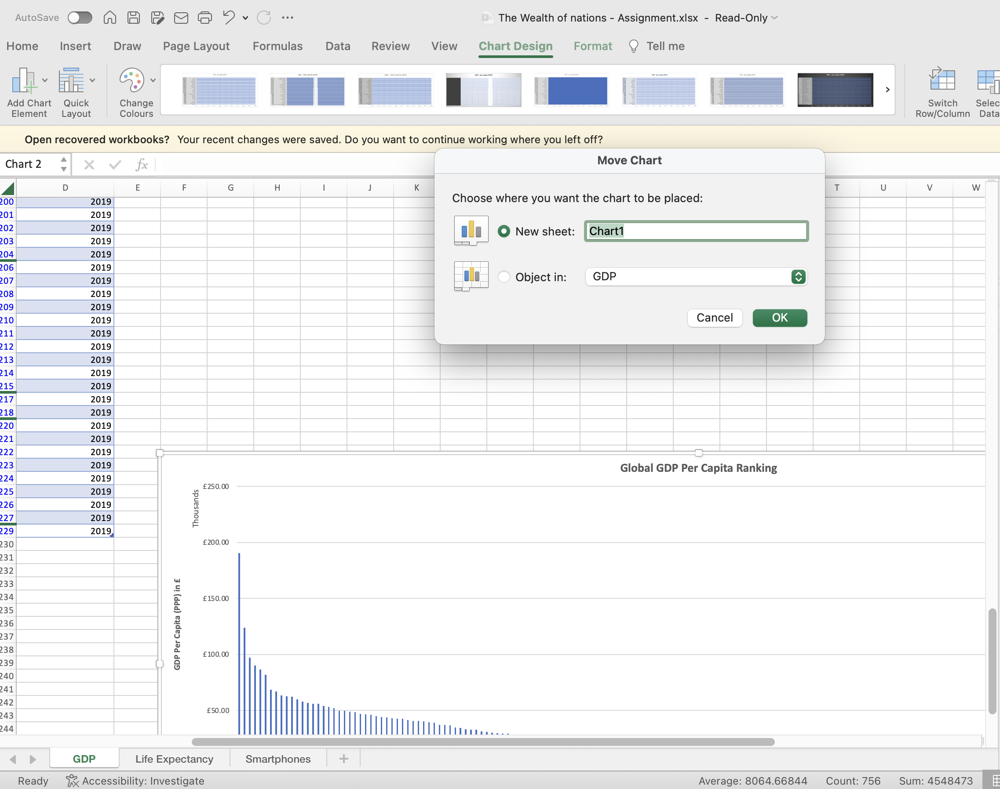 AutoSave
The Wealth of nations - Assignment.xlsx - Read-Only
Home Insert Draw Page Layout Formulas Data Review View Chart Design Format Tell me
Add Chart Element
Quick Layout
Change Colours
Switch Row/Column
Selec
Data
Open recovered workbooks? Your recent changes were saved. Do you want to continue working where you left off?
Chart 2 fx
Move Chart
Choose where you want the chart to be placed:
New sheet: Chart1
Object in: GDP
Cancel OK
D E F G H I J K T U V W
200 2019
201 2019
202 2019
203 2019
204 2019
206 2019
207 2019
208 2019
209 2019
210 2019
211 2019
212 2019
213 2019
214 2019
215 2019
217 2019
218 2019
220 2019
221 2019
222 2019
223 2019
224 2019
225 2019
226 2019
227 2019
229 2019
230
231
232
233
234
235
236
237
238
239
240
241
242
243
244
Global GDP Per Capita Ranking
Thousands
GDP Per Capita (PPP) in £
£250.00
£200.00
£150.00
£100.00
£50.00
GDP Life Expectancy Smartphones +
Ready Accessibility: Investigate Average: 8064.66844 Count: 756 Sum: 4548473